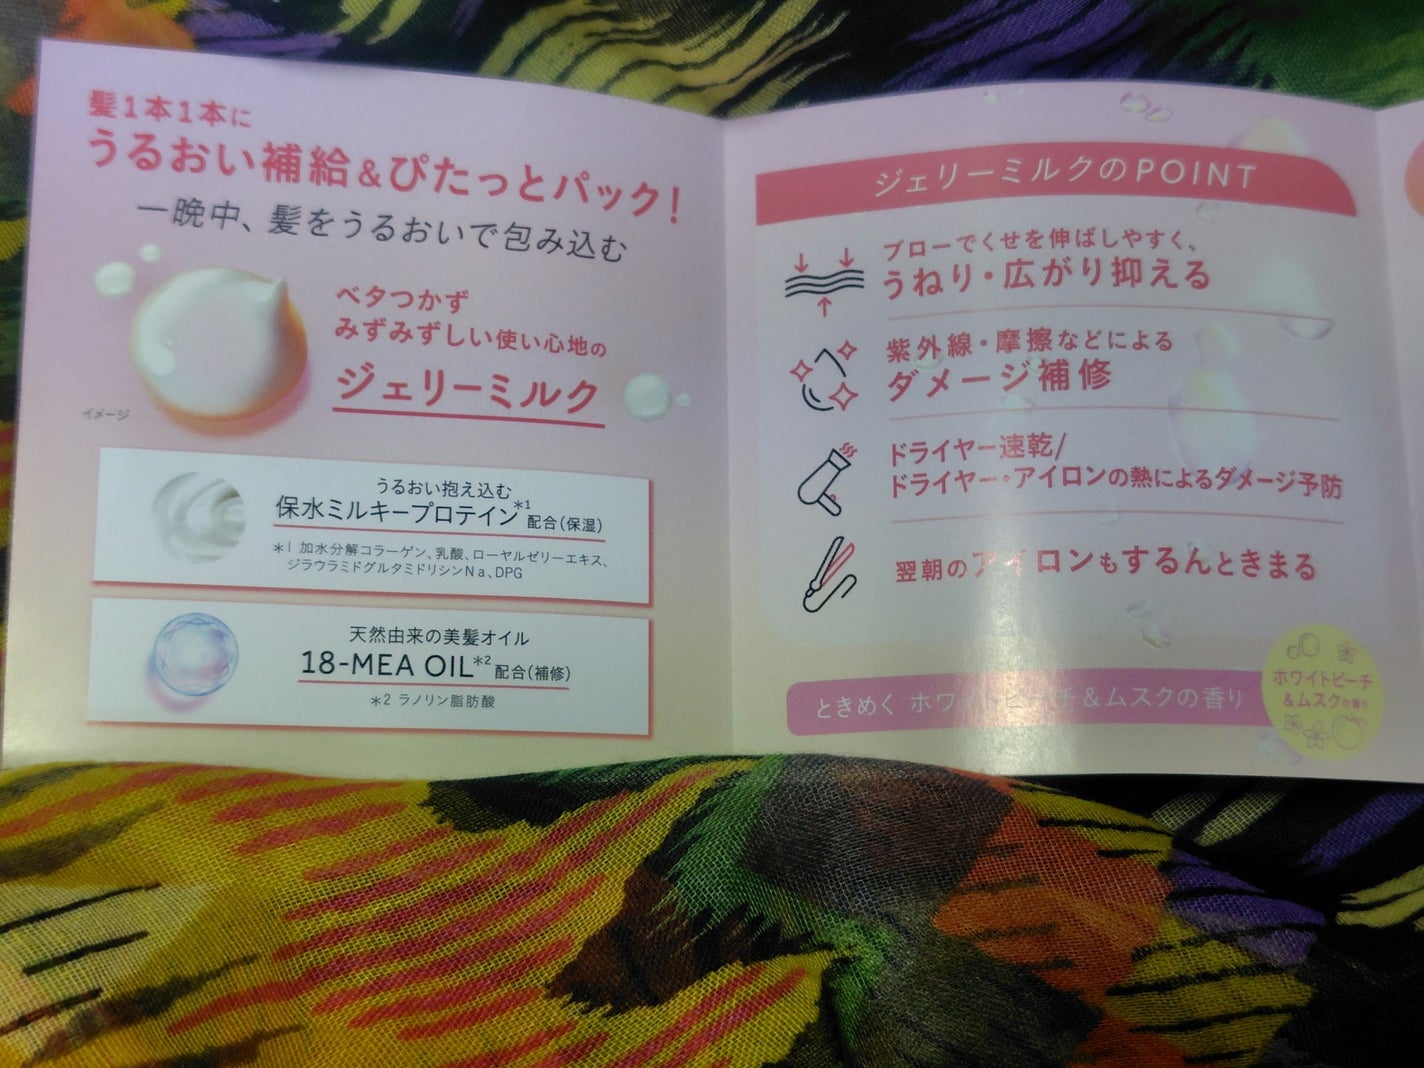 髪1本1本に
うるおい補給&ぴたっとパック!
一晩中、髪をうるおいで包み込む
ベタつかず
みずみずしい使い心地の
ジェリーミルク
イメージ
うるおい抱え込む
保水ミルキープロテイン*1配合(保湿)
*1 加水分解コラーゲン、乳酸、ローヤルゼリーエキス、
ジラウラミドグルタミドリシンNa、DPG
天然由来の美髪オイル
18-MEA OIL*2配合(補修)
*2 ラノリン脂肪酸
ジェリーミルクのPOINT
ブローでくせを伸ばしやすく、
うねり・広がり抑える
紫外線・摩擦などによる
ダメージ補修
ドライヤー速乾/
ドライヤー・アイロンの熱によるダメージ予防
翌朝のアイロンもするんときまる
ときめく ホワイトピーチ&ムスクの香り
ホワイトピーチ
&ムスクの香り